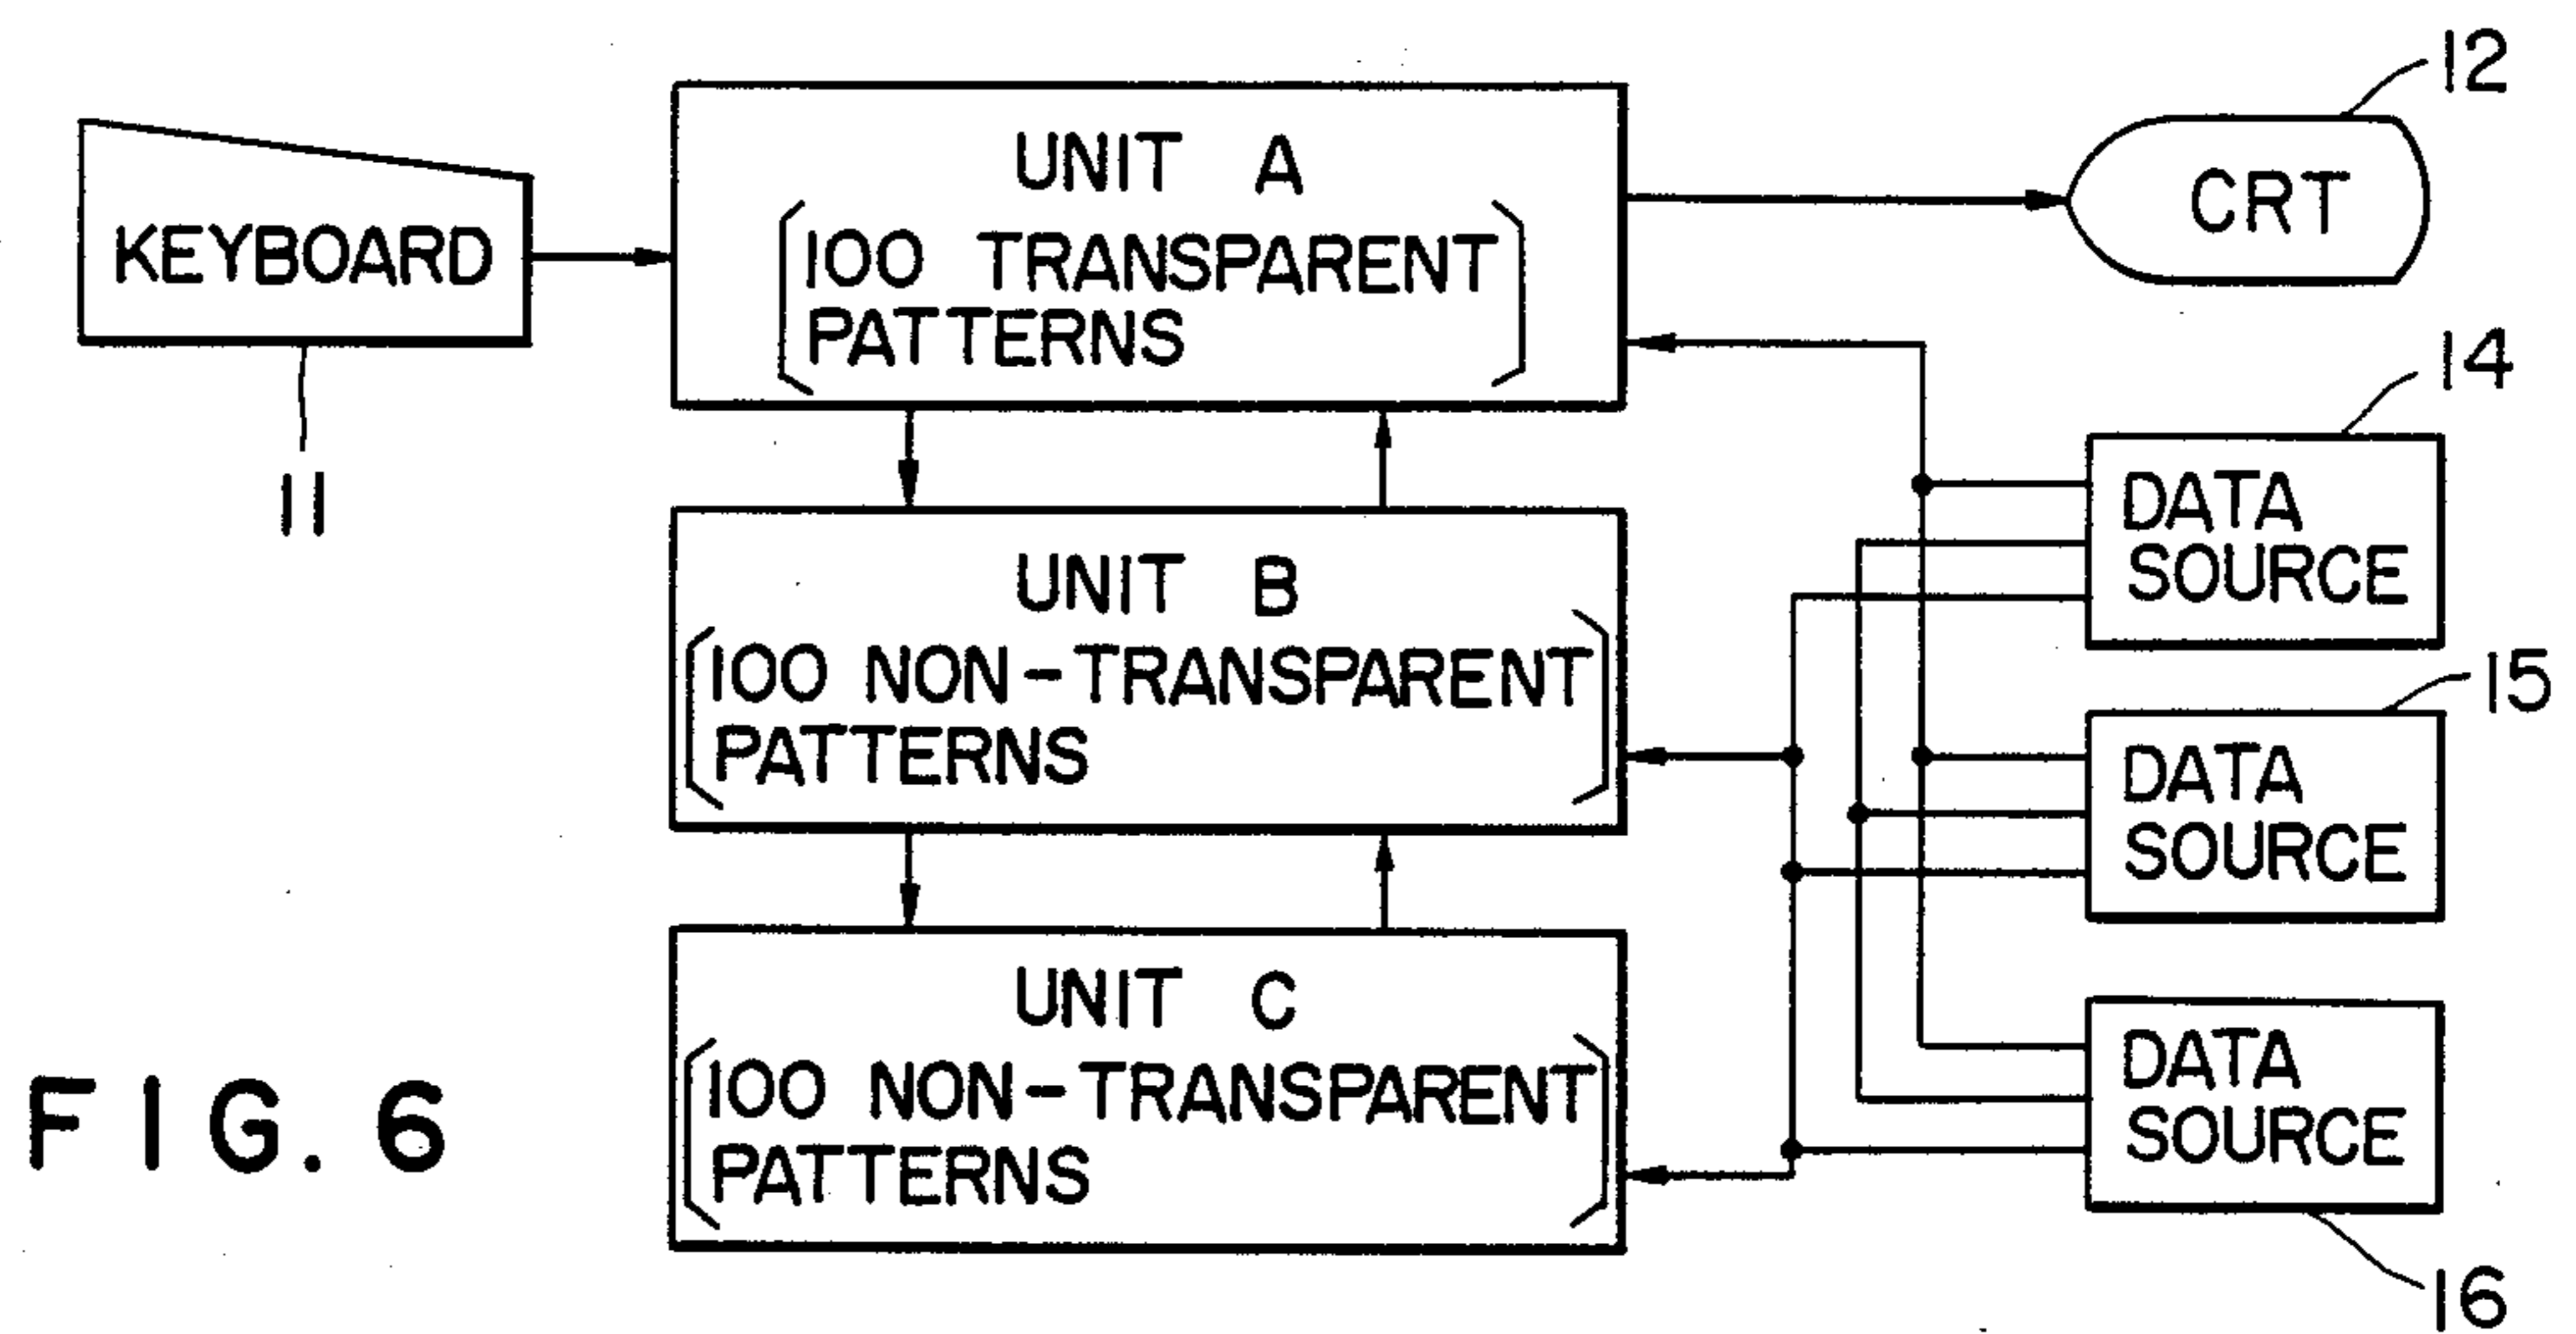 12
UNIT A
KEYBOARD
100 TRANSPARENT
PATTERNS
CRT
11
14
DATA
SOURCE
UNIT B
100 NON-TRANSPARENT
PATTERNS
15
DATA
SOURCE
UNIT C
100 NON-TRANSPARENT
PATTERNS
DATA
SOURCE
16
FIG. 6